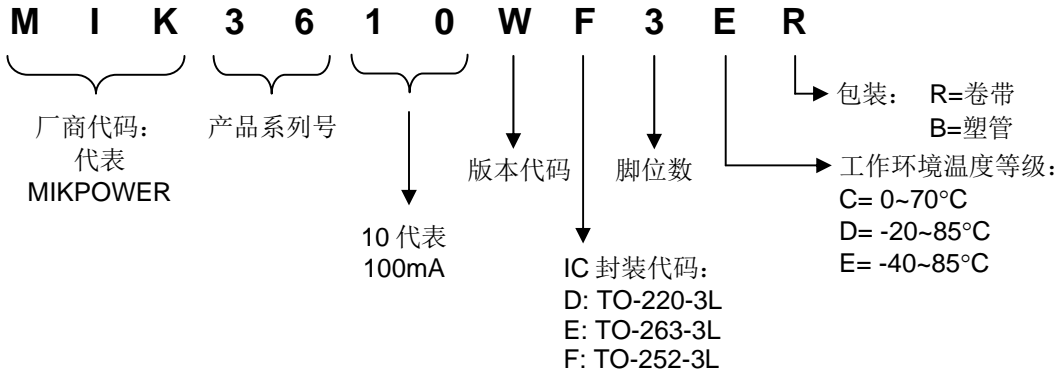 M I K 3 6 1 0 W F 3 E R
厂商代码：
代表
MIKPOWER
产品系列号
10 代表
100mA
版本代码
IC 封装代码：
D: TO-220-3L
E: TO-263-3L
F: TO-252-3L
脚位数
包装： R=卷带
B=塑管
工作环境温度等级：
C= 0~70°C
D= -20~85°C
E= -40~85°C